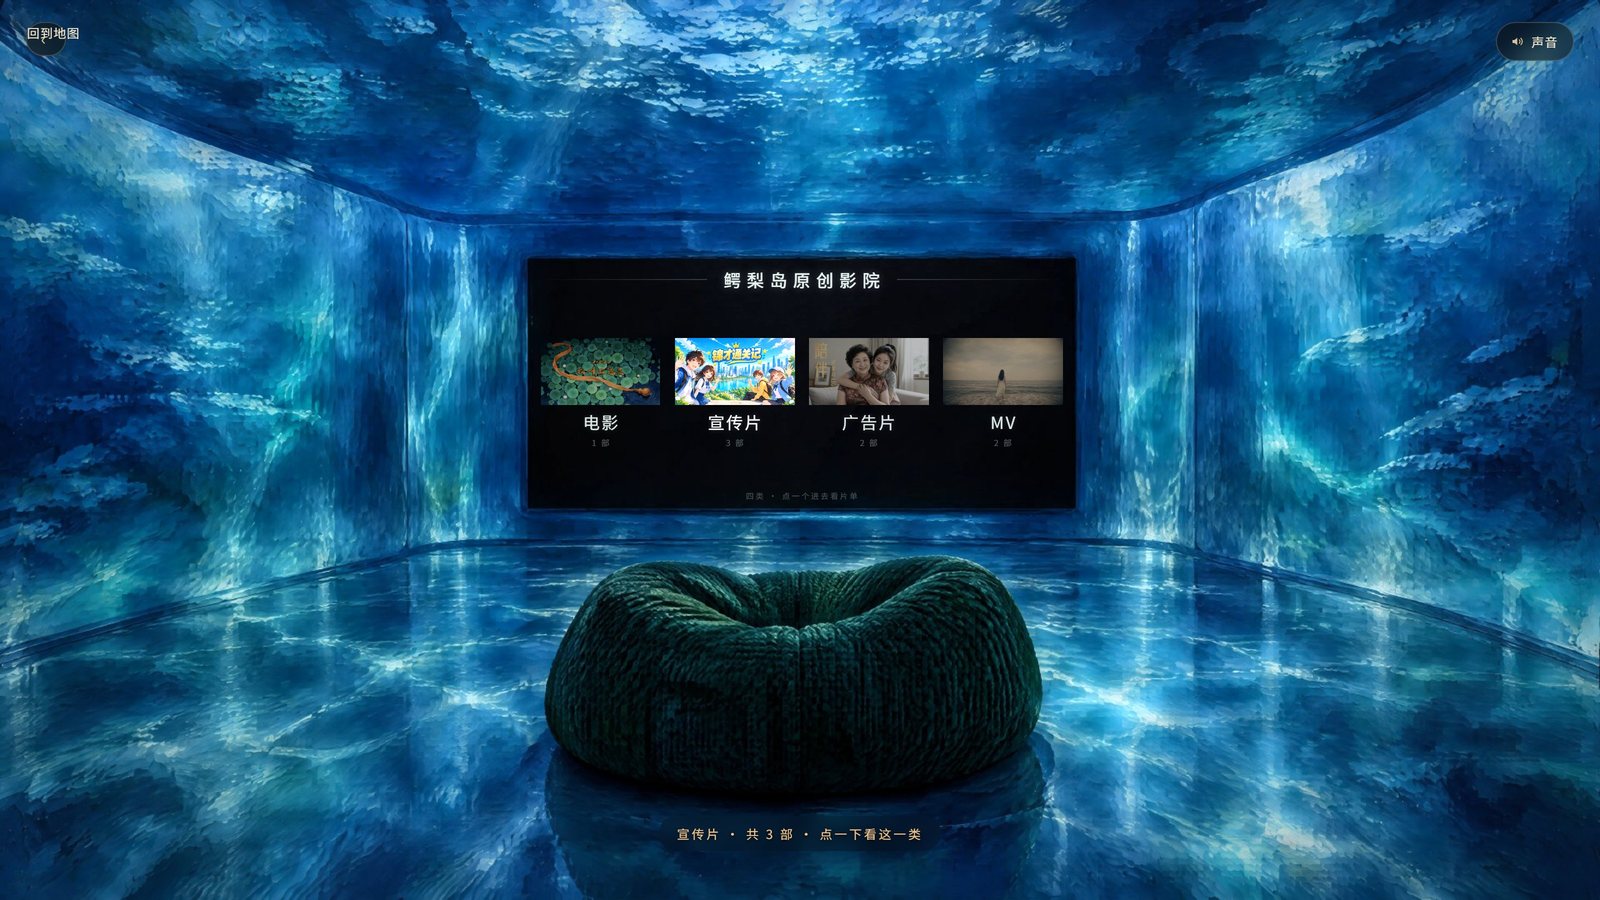 回到地图
声音
鳄梨岛原创影院
锦才通关记
陪伴
电影
宣传片
广告片
MV
1 部
3 部
2 部
2 部
四类 · 点一个进去看片单
宣传片 · 共 3 部 · 点一下看这一类